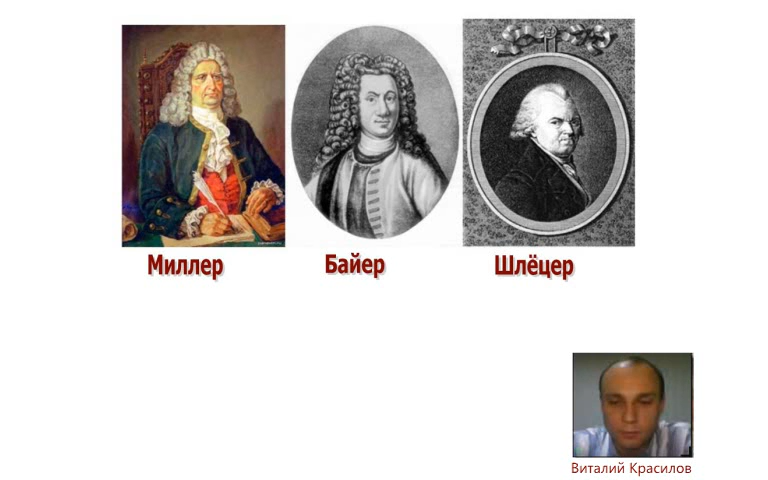 Миллер
Байер
Шлёцер
Виталий Красилов